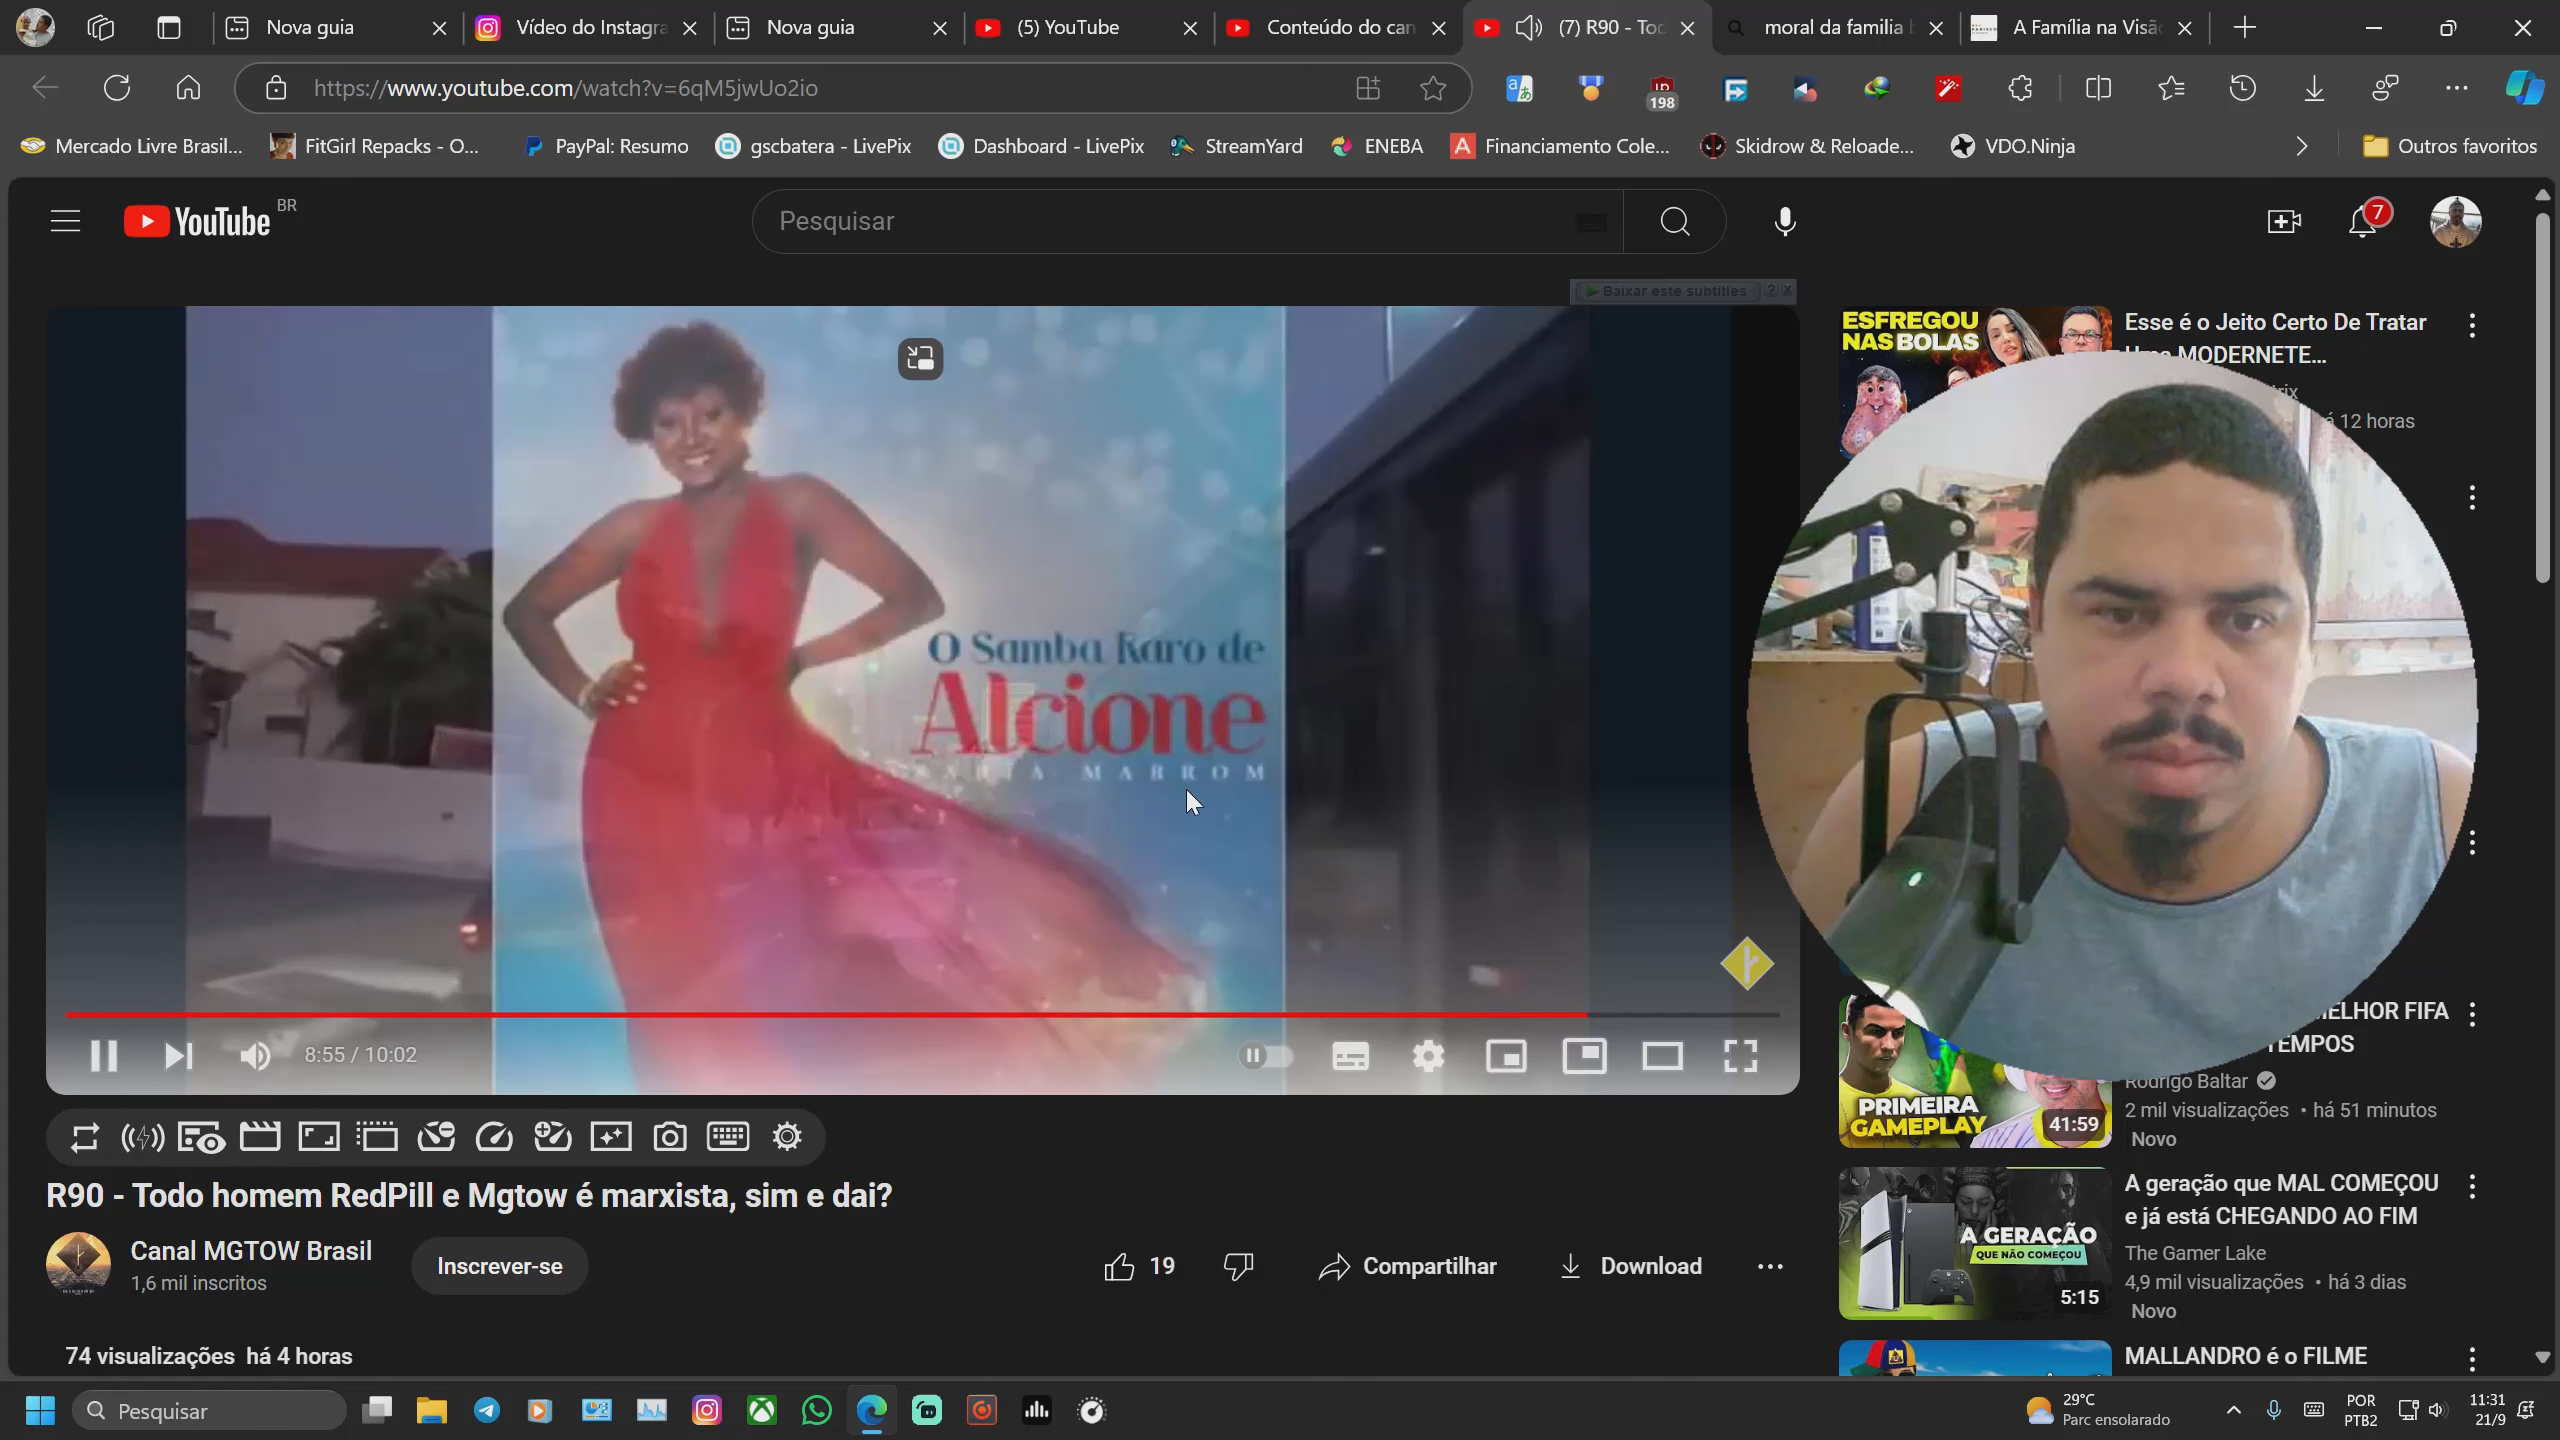 Nova guia
Vídeo do Instagra
Nova guia
(5) YouTube
Conteúdo do can
(7) R90 - Too
moral da familia b
A Família na Visã
https://www.youtube.com/watch?v=6qM5jwUo2io
198
Mercado Livre Brasil...
FitGirl Repacks - O...
PayPal: Resumo
gscbatera - LivePix
Dashboard - LivePix
StreamYard
ENEBA
Financiamento Cole...
Skidrow & Reloade...
VDO.Ninja
Outros favoritos
YouTube BR
Pesquisar
7
Baixar este subtitles ? X
O Samba Raro de
Alcione
MARROM
8:55 / 10:02
R90 - Todo homem RedPill e Mgtow é marxista, sim e dai?
Canal MGTOW Brasil
1,6 mil inscritos
Inscrever-se
19
Compartilhar
Download
74 visualizações há 4 horas
ESFREGOU
NAS BOLAS
Esse é o Jeito Certo De Tratar
MODERNETE...
rix
á 12 horas
PRIMEIRA
GAMEPLAY
41:59
MELHOR FIFA
TEMPOS
Rodrigo Baltar
2 mil visualizações • há 51 minutos
Novo
A GERAÇÃO
QUE NÃO COMEÇOU
5:15
A geração que MAL COMEÇOU
e já está CHEGANDO AO FIM
The Gamer Lake
4,9 mil visualizações • há 3 dias
Novo
MALLANDRO é o FILME
Pesquisar
29°C
Parc ensolarado
POR
PTB2
11:31
21/9